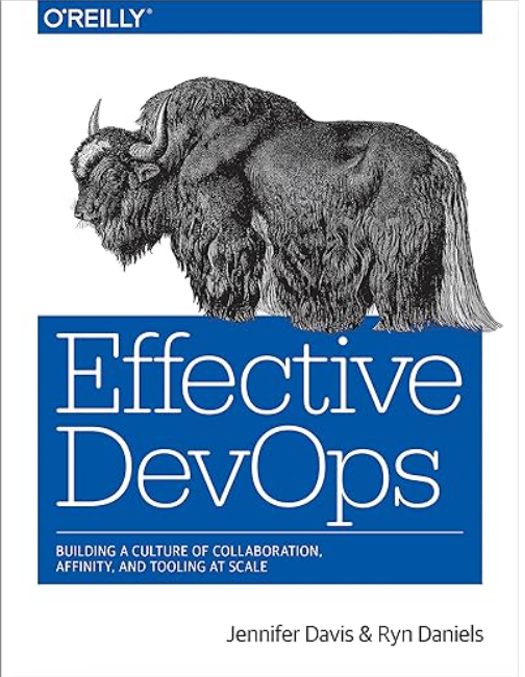 O'REILLY®
Effective
DevOps
BUILDING A CULTURE OF COLLABORATION,
AFFINITY, AND TOOLING AT SCALE
Jennifer Davis & Ryn Daniels